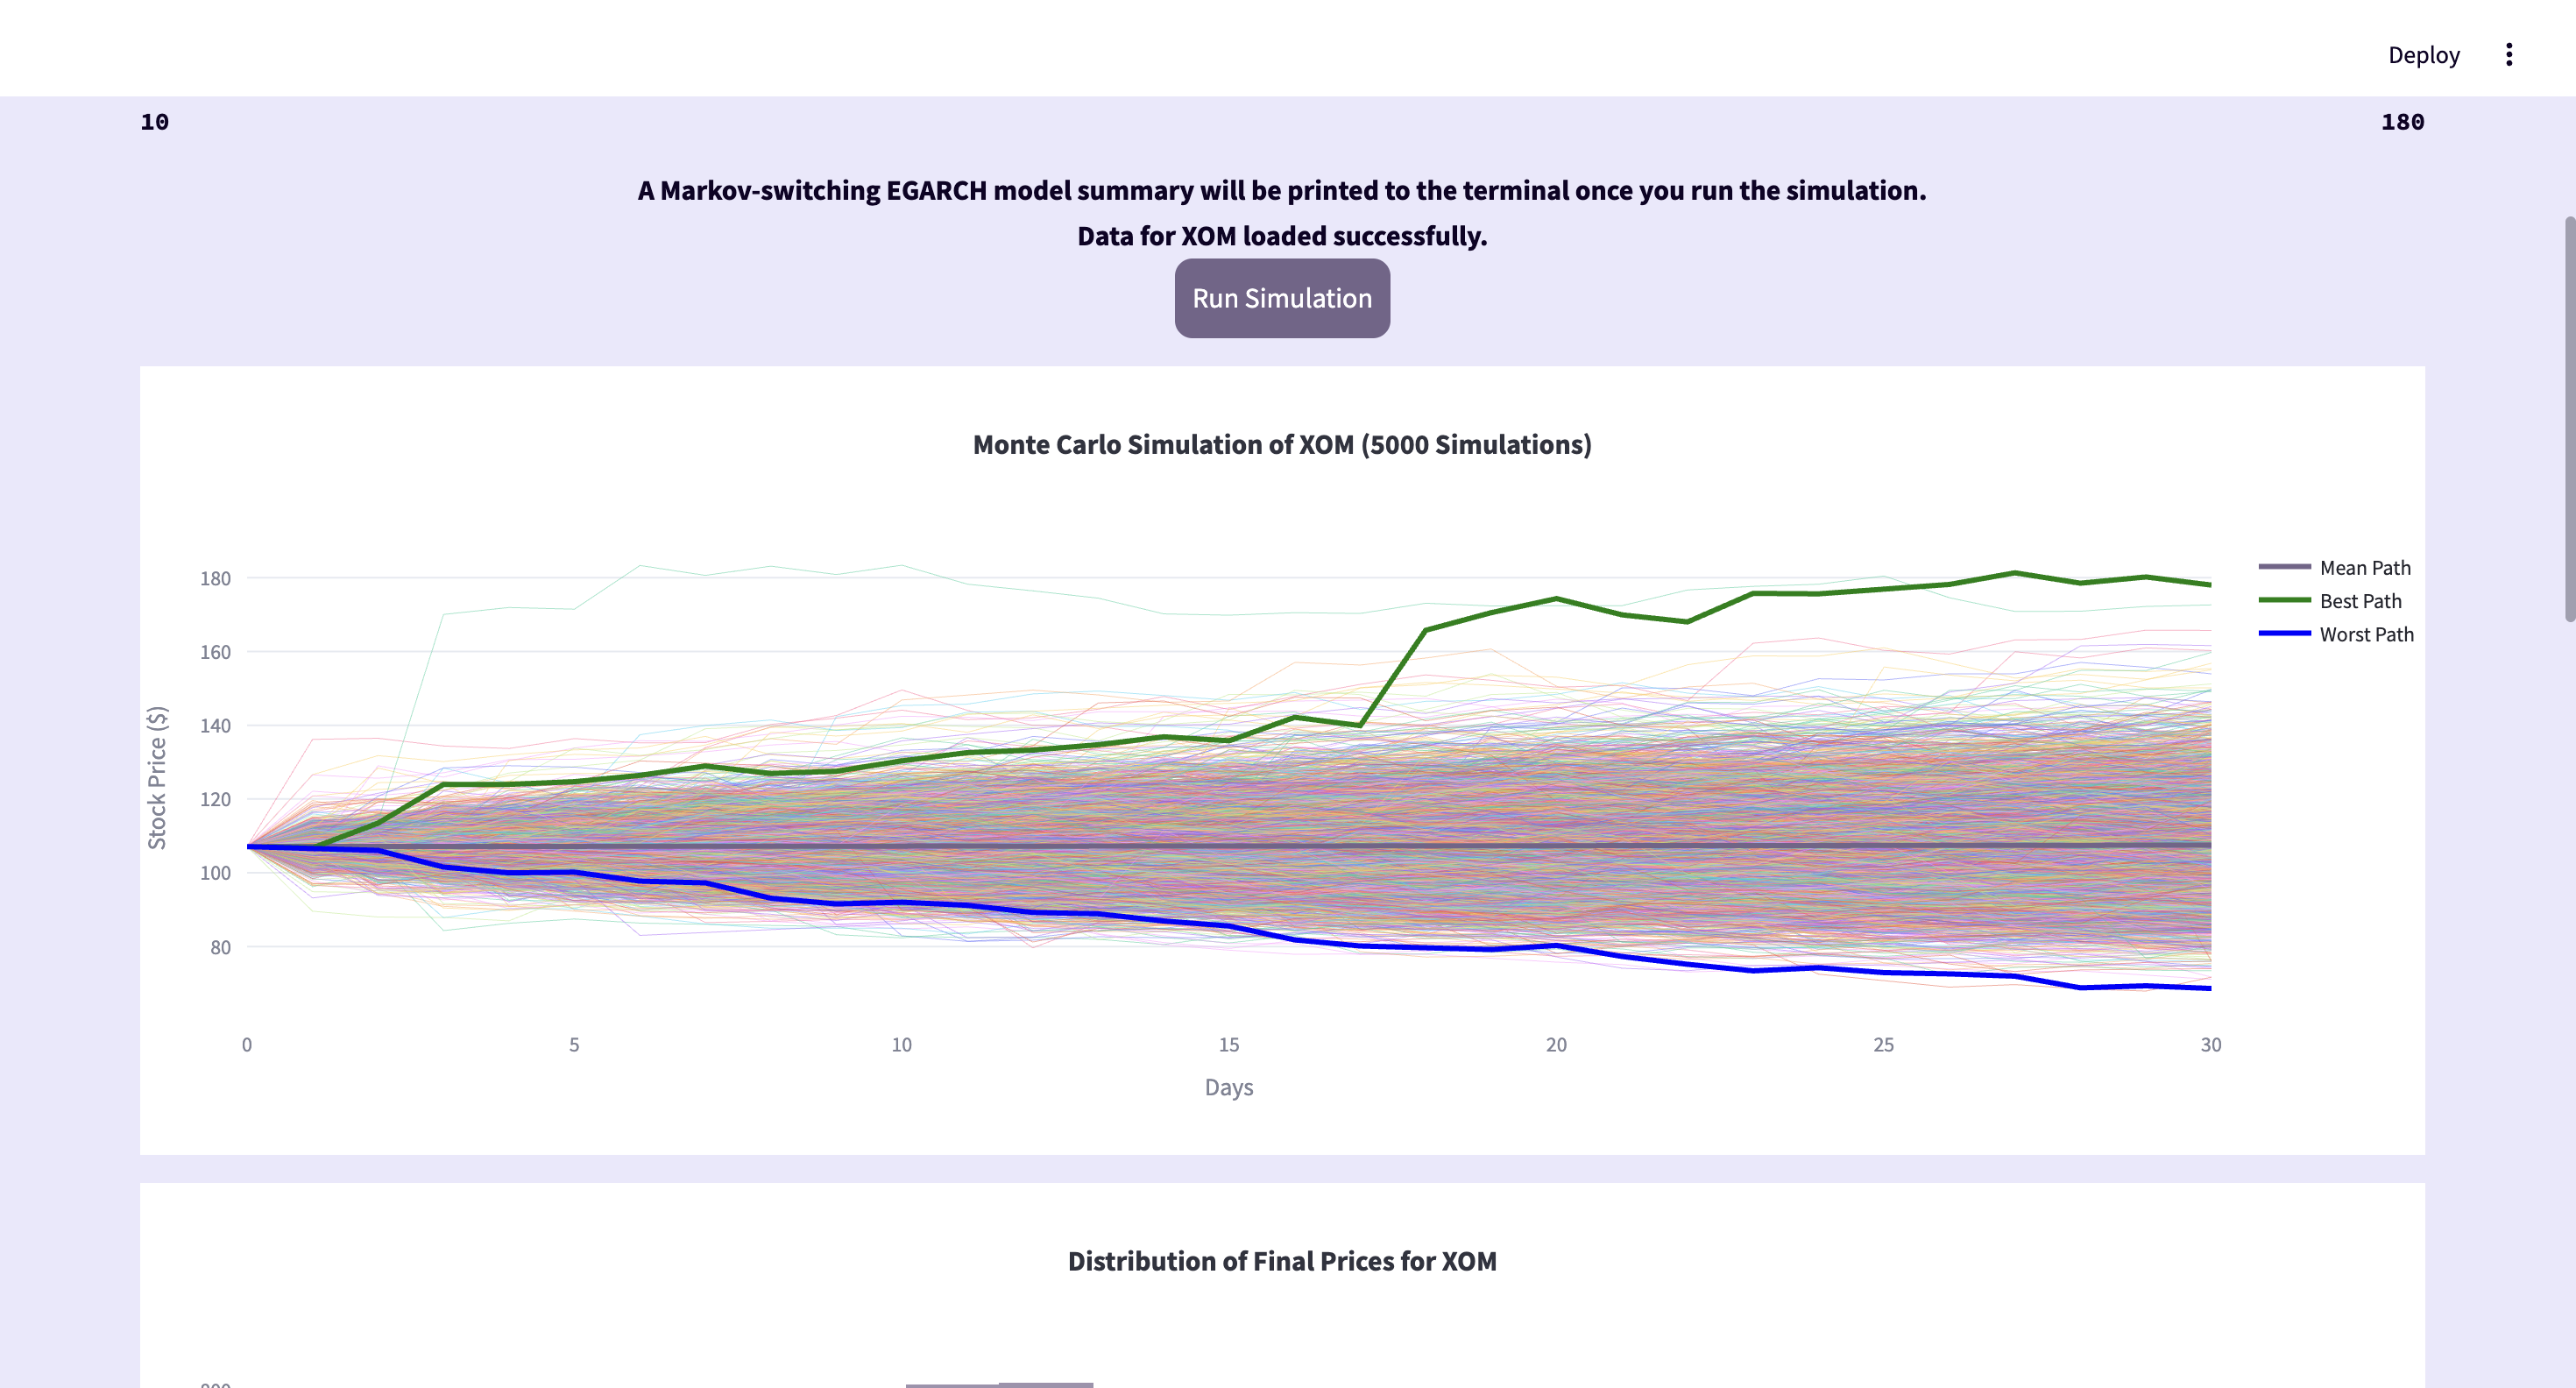 Deploy
10
180
A Markov-switching EGARCH model summary will be printed to the terminal once you run the simulation.
Data for XOM loaded successfully.
Run Simulation
Monte Carlo Simulation of XOM (5000 Simulations)
180
160
140
120
100
80
Stock Price ($)
Mean Path
Best Path
Worst Path
0
5
10
15
20
25
30
Days
Distribution of Final Prices for XOM